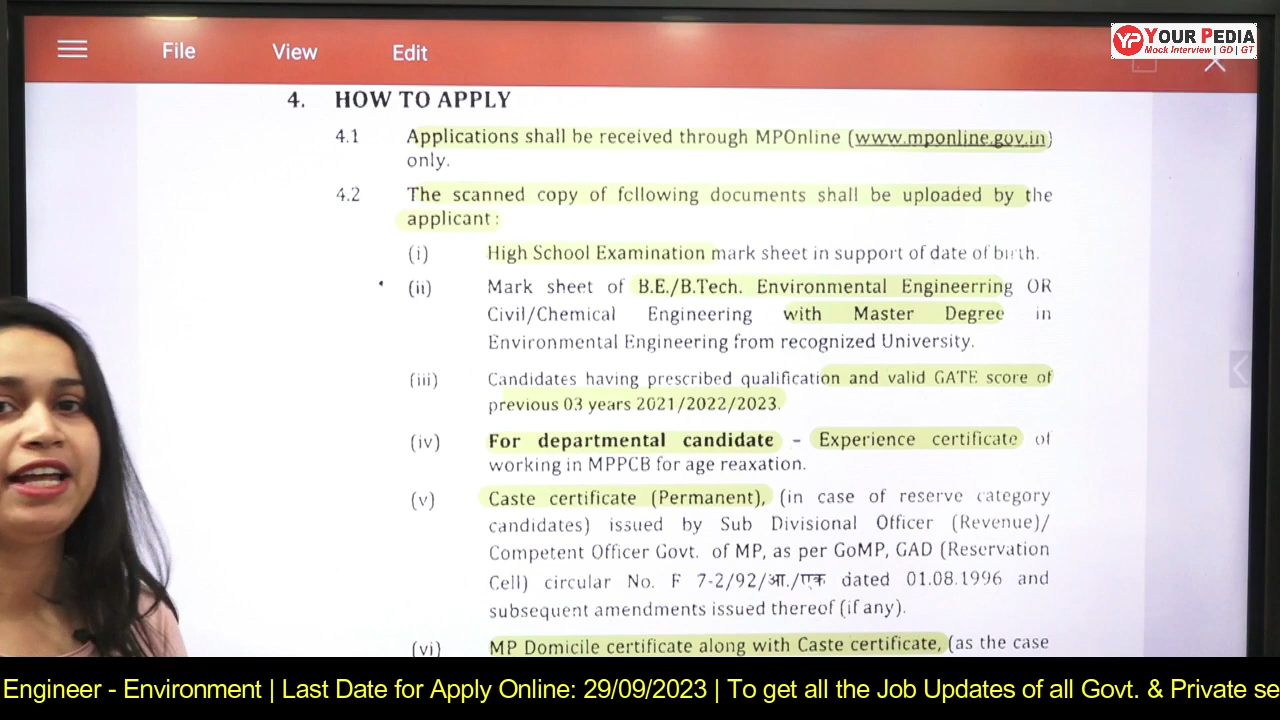 File View Edit
YP YOUR PEDIA
Mock Interview | GD | GT
4. HOW TO APPLY
4.1 Applications shall be received through MPOnline (www.mponline.gov.in)
only.
4.2 The scanned copy of following documents shall be uploaded by the
applicant :
(i) High School Examination mark sheet in support of date of birth.
(ii) Mark sheet of B.E./B.Tech. Environmental Engineerring OR
Civil/Chemical Engineering with Master Degree in
Environmental Engineering from recognized University.
(iii) Candidates having prescribed qualification and valid GATE score of
previous 03 years 2021/2022/2023.
(iv) For departmental candidate - Experience certificate of
working in MPPCB for age reaxation.
(v) Caste certificate (Permanent), (in case of reserve category
candidates) issued by Sub Divisional Officer (Revenue)/
Competent Officer Govt. of MP, as per GoMP, GAD (Reservation
Cell) circular No. F 7-2/92/आ./एक dated 01.08.1996 and
subsequent amendments issued thereof (if any).
(vi) MP Domicile certificate along with Caste certificate, (as the case
Engineer - Environment | Last Date for Apply Online: 29/09/2023 | To get all the Job Updates of all Govt. & Private se